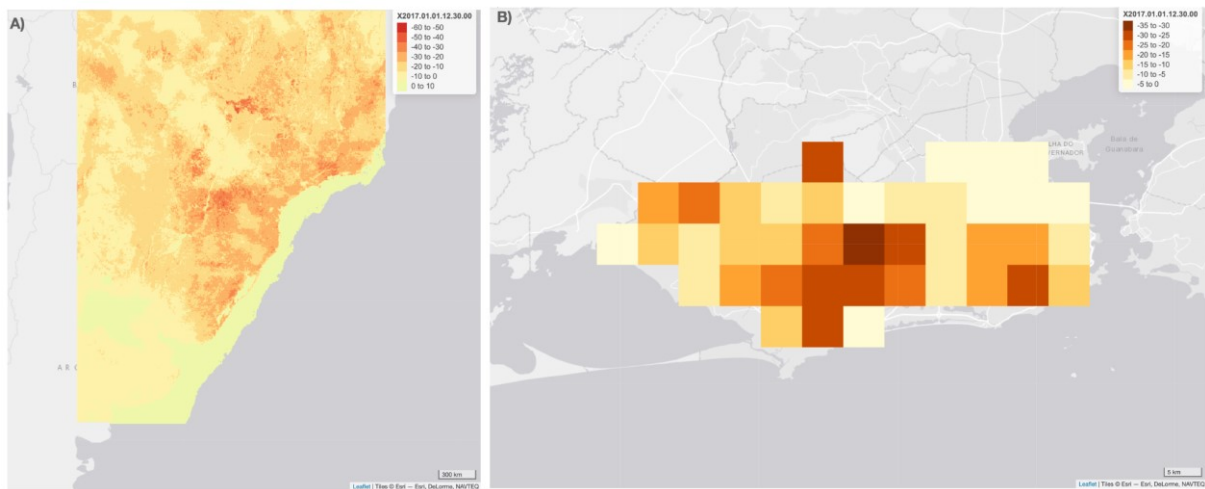 A)
X2017.01.01.12.30.00
-60 to -50
-50 to -40
-40 to -30
-30 to -20
-20 to -10
-10 to 0
0 to 10
B
A R
300 km
Leaflet | Tiles © Esri — Esri, DeLorme, NAVTEQ
B)
X2017.01.01.12.30.00
-35 to -30
-30 to -25
-25 to -20
-20 to -15
-15 to -10
-10 to -5
-5 to 0
Baía de
Guanabara
ILHA DO
VERNADOR
5 km
Leaflet | Tiles © Esri — Esri, DeLorme, NAVTEQ